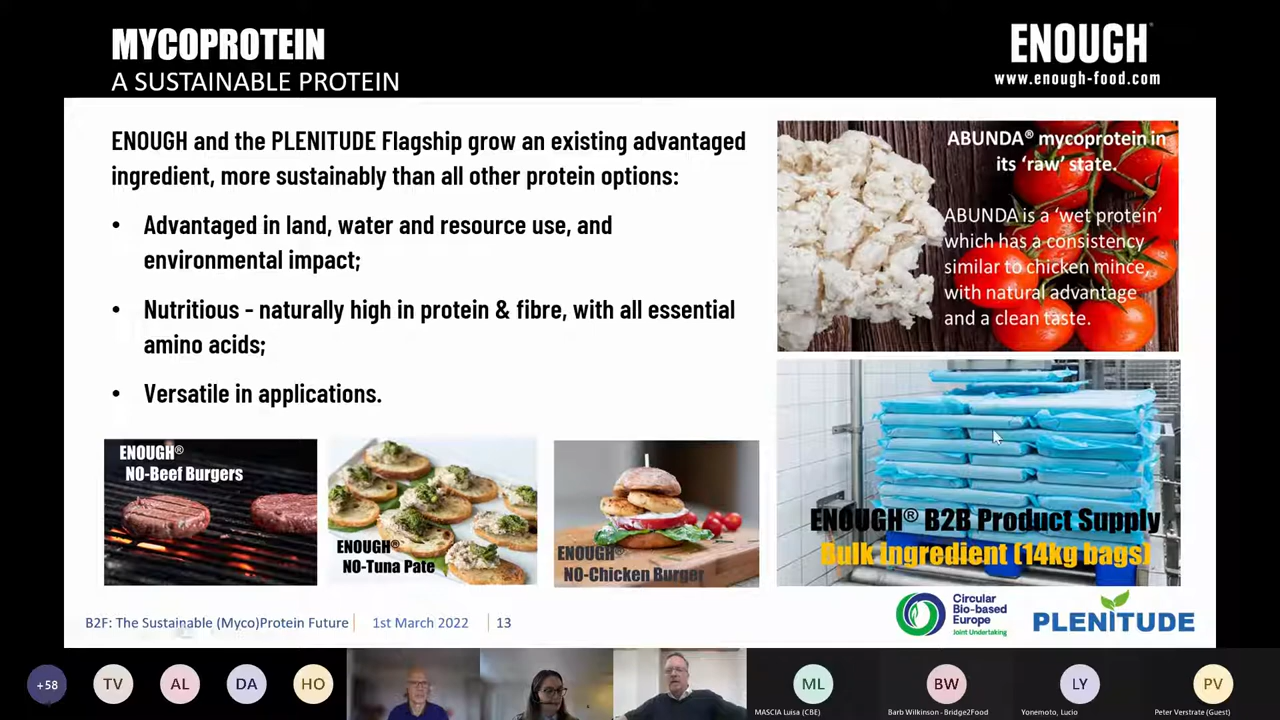 MYCOPROTEIN
A SUSTAINABLE PROTEIN
ENOUGH®
www.enough-food.com
ENOUGH and the PLENITUDE Flagship grow an existing advantaged
ingredient, more sustainably than all other protein options:
• Advantaged in land, water and resource use, and
environmental impact;
• Nutritious - naturally high in protein & fibre, with all essential
amino acids;
• Versatile in applications.
ABUNDA® mycoprotein in
its ‘raw’ state.
ABUNDA is a ‘wet protein’
which has a consistency
similar to chicken mince,
with natural advantage
and a clean taste.
ENOUGH®
NO-Beef Burgers
ENOUGH®
NO-Tuna Pate
ENOUGH®
NO-Chicken Burger
ENOUGH® B2B Product Supply
Bulk Ingredient (14kg bags)
B2F: The Sustainable (Myco)Protein Future
1st March 2022
13
Circular
Bio-based
Europe
Joint Undertaking
PLENITUDE
+58
TV
AL
DA
HO
ML
BW
LY
PV
MASCIA Luisa (CBE)
Barb Wilkinson - Bridge2Food
Yonemoto, Lucio
Peter Verstrate (Guest)